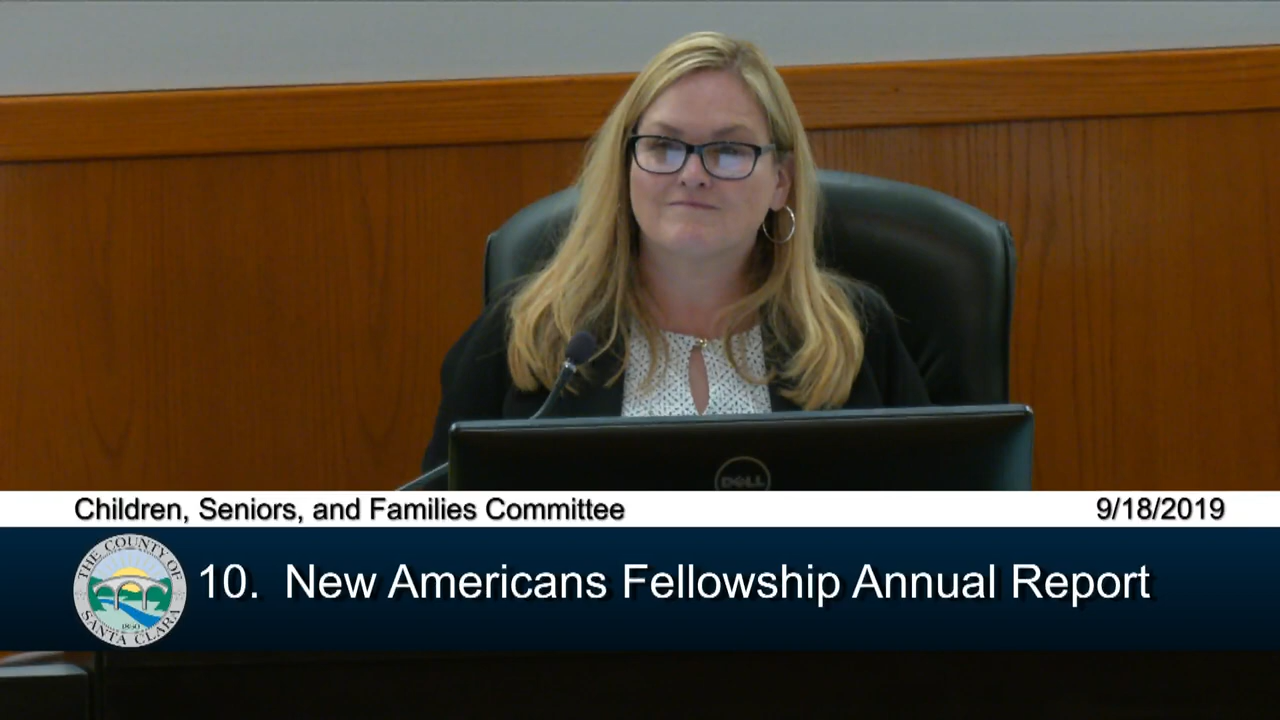 DELL
Children, Seniors, and Families Committee
9/18/2019
THE COUNTY OF
SANTA CLARA
1850
10. New Americans Fellowship Annual Report